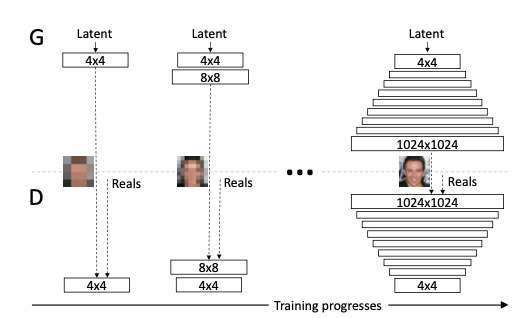 G
Latent
Latent
Latent
4x4
4x4
4x4
8x8
1024x1024
Reals
Reals
Reals
D
1024x1024
8x8
4x4
4x4
4x4
Training progresses